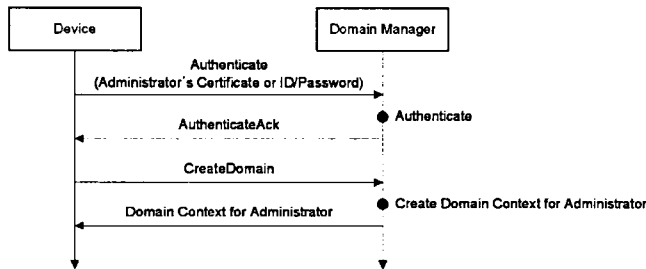 Device
Domain Manager
Authenticate
(Administrator's Certificate or ID/Password)
Authenticate
AuthenticateAck
CreateDomain
Create Domain Context for Administrator
Domain Context for Administrator